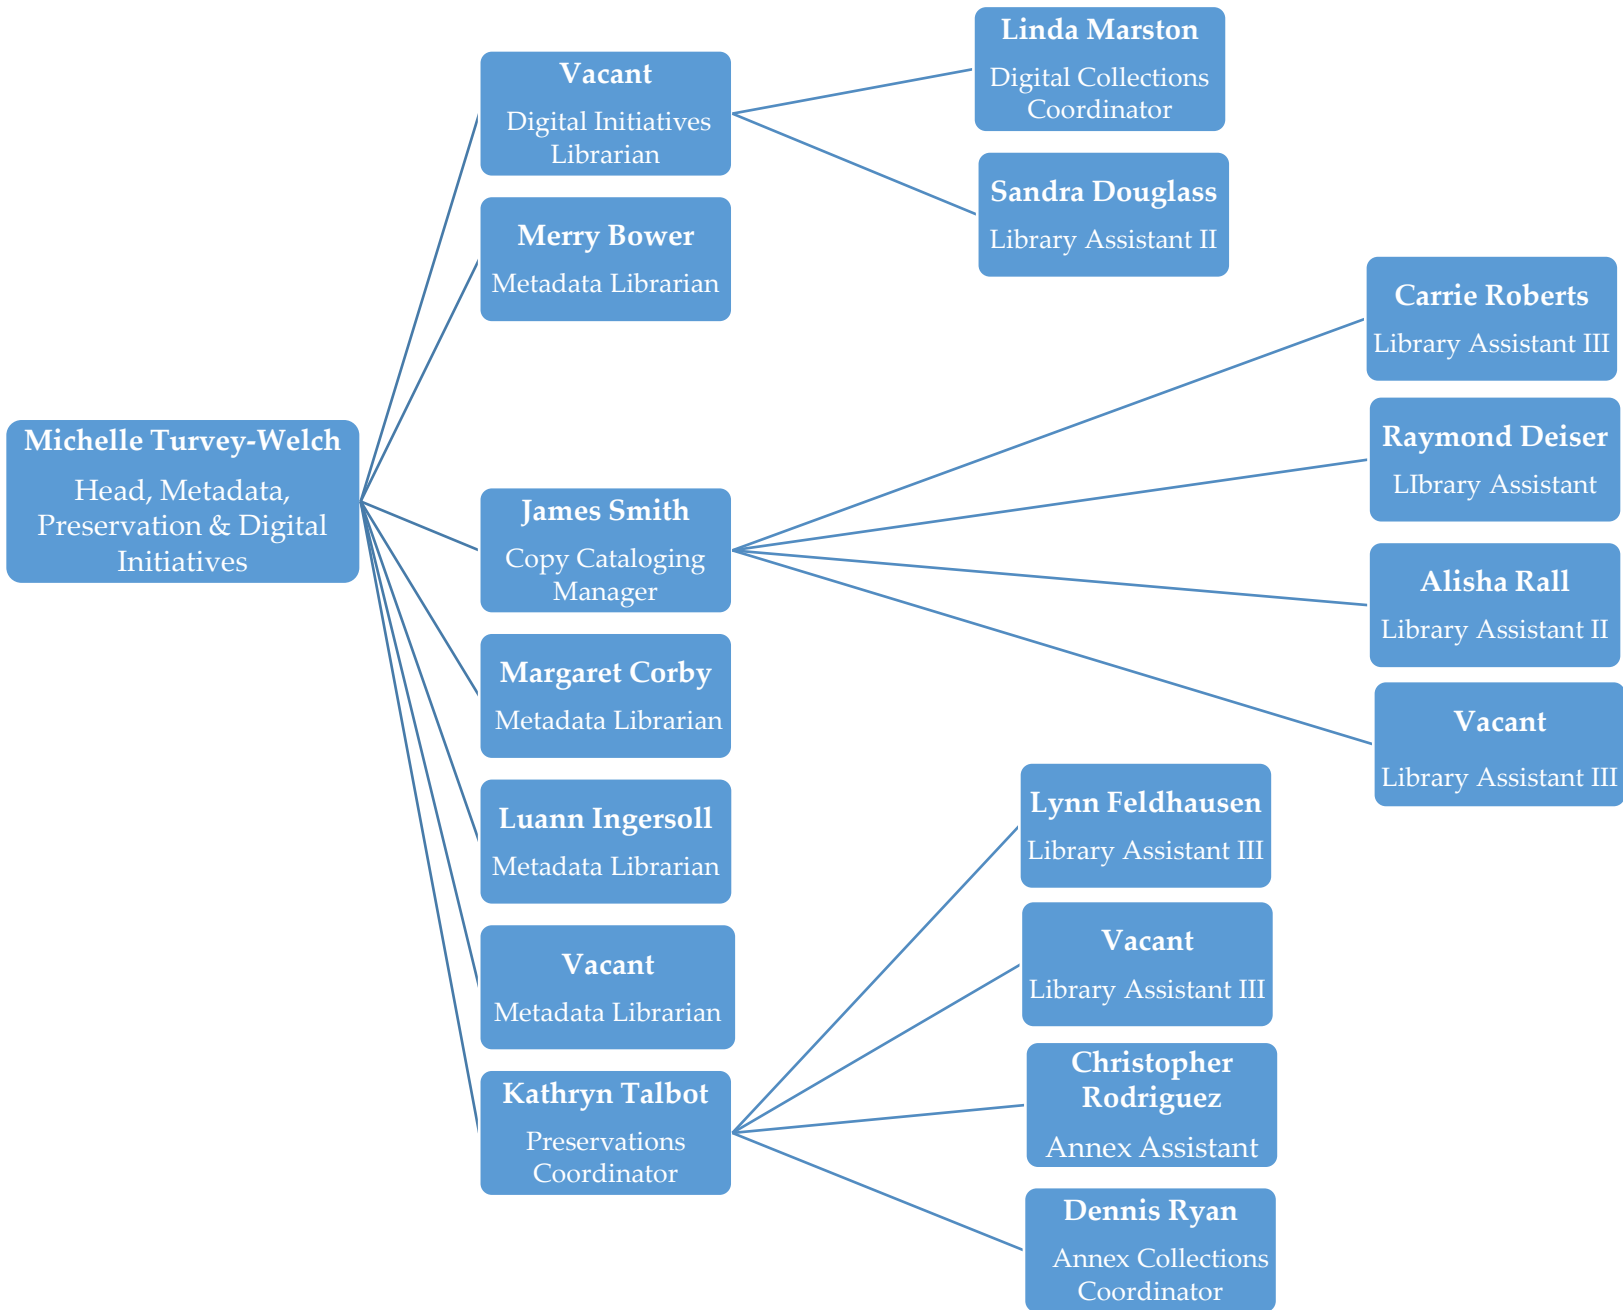 Michelle Turvey-Welch
Head, Metadata,
Preservation & Digital
Initiatives
Vacant
Digital Initiatives
Librarian
Linda Marston
Digital Collections
Coordinator
Sandra Douglass
Library Assistant II
Merry Bower
Metadata Librarian
James Smith
Copy Cataloging
Manager
Carrie Roberts
Library Assistant III
Raymond Deiser
LIbrary Assistant
Alisha Rall
Library Assistant II
Vacant
Library Assistant III
Margaret Corby
Metadata Librarian
Luann Ingersoll
Metadata Librarian
Vacant
Metadata Librarian
Kathryn Talbot
Preservations
Coordinator
Lynn Feldhausen
Library Assistant III
Vacant
Library Assistant III
Christopher
Rodriguez
Annex Assistant
Dennis Ryan
Annex Collections
Coordinator